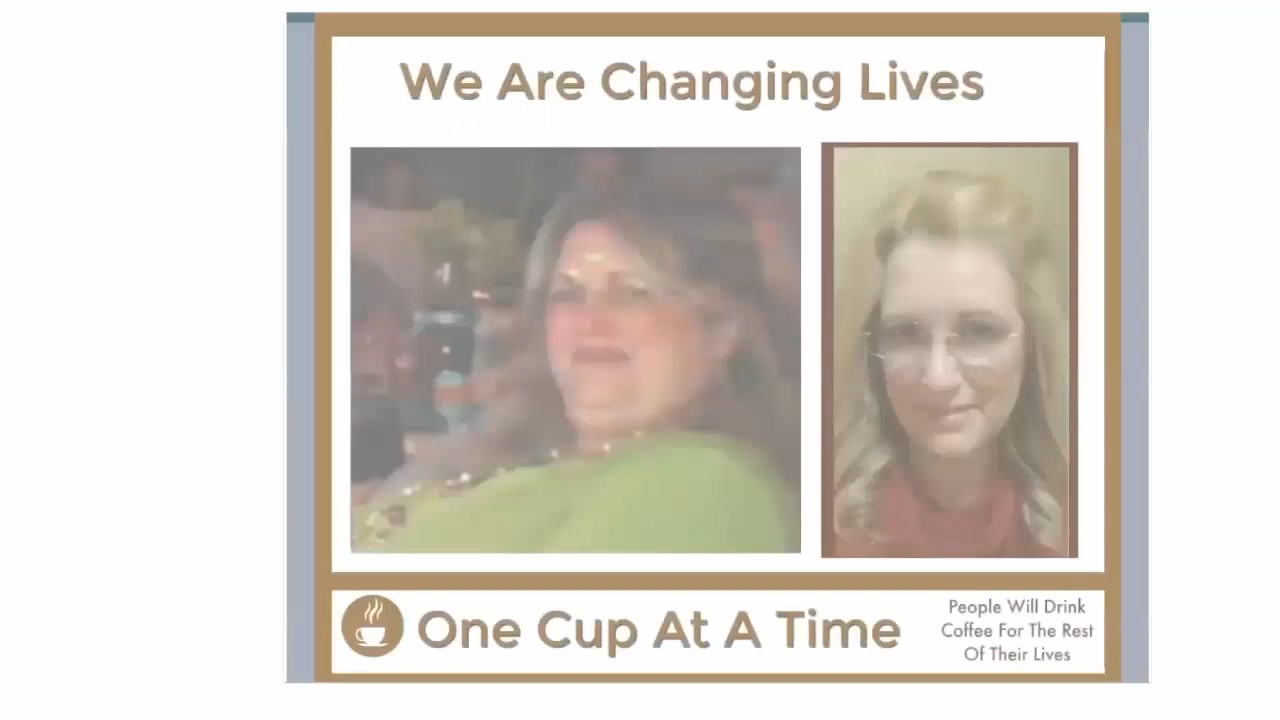 We Are Changing Lives
One Cup At A Time
People Will Drink
Coffee For The Rest
Of Their Lives